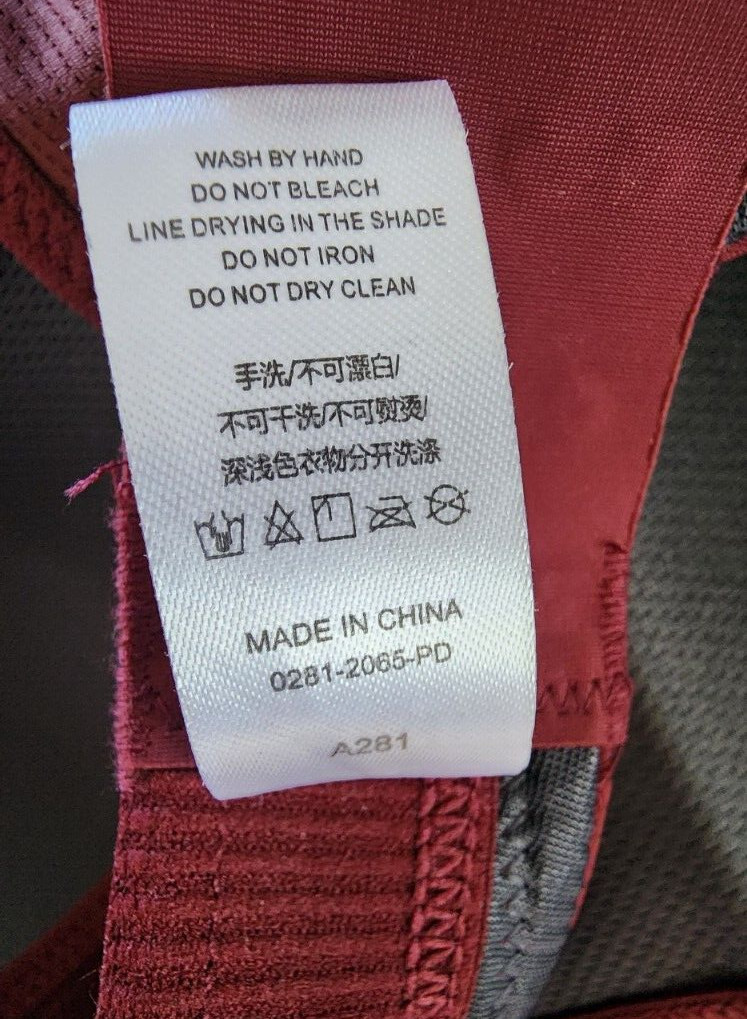 WASH BY HAND
DO NOT BLEACH
LINE DRYING IN THE SHADE
DO NOT IRON
DO NOT DRY CLEAN
手洗/不可漂白/
不可干洗/不可熨烫/
深浅色衣物分开洗涤
MADE IN CHINA
0281-2065-PD
A281